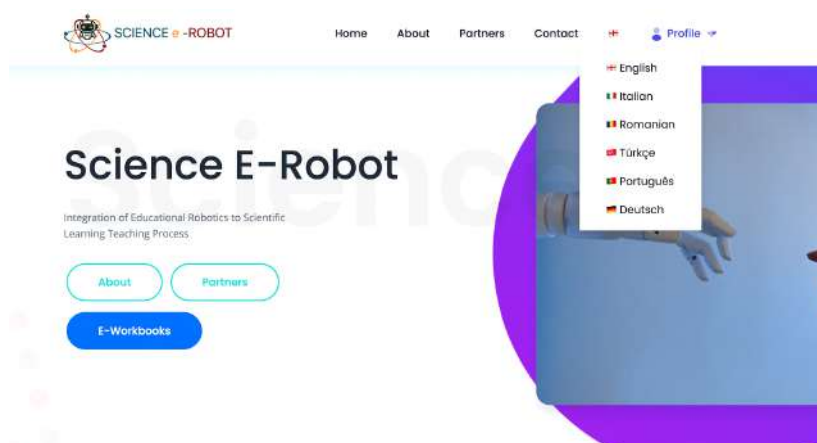 SCIENCE e -ROBOT
Home About Partners Contact Profile
English
Italian
Romanian
Türkçe
Português
Deutsch
Science
Science E-Robot
Integration of Educational Robotics to Scientific
Learning Teaching Process
About Partners
E-Workbooks